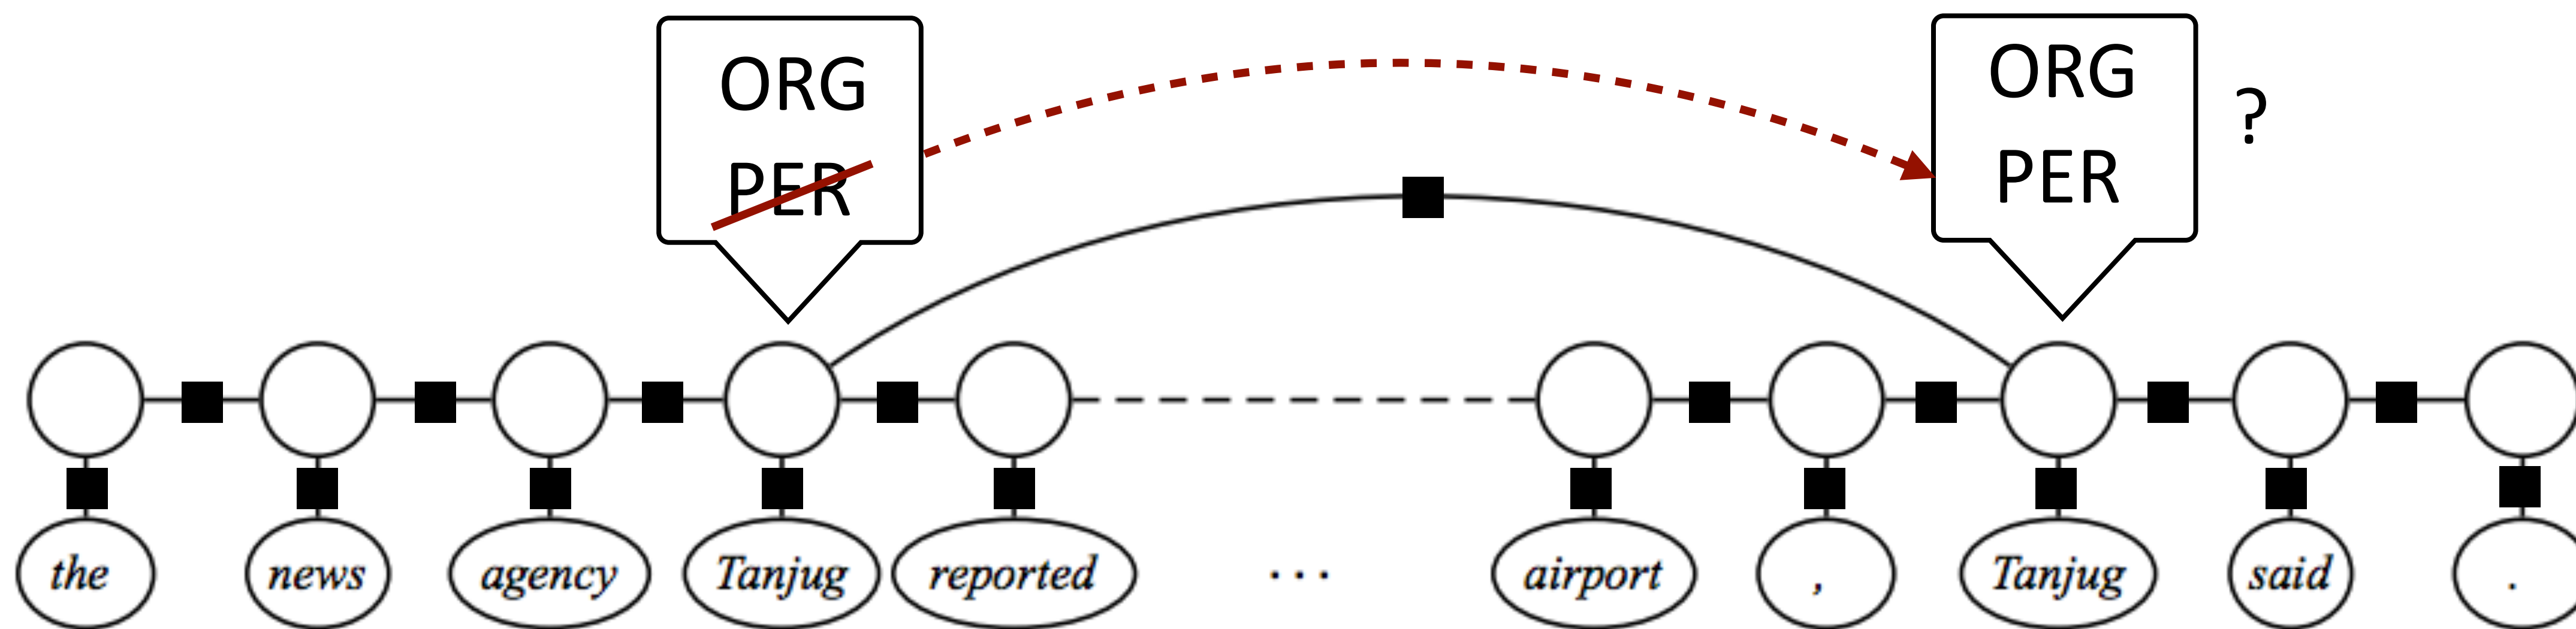 ORG
PER
ORG
PER
?
the news agency Tanjug reported ... airport , Tanjug said .